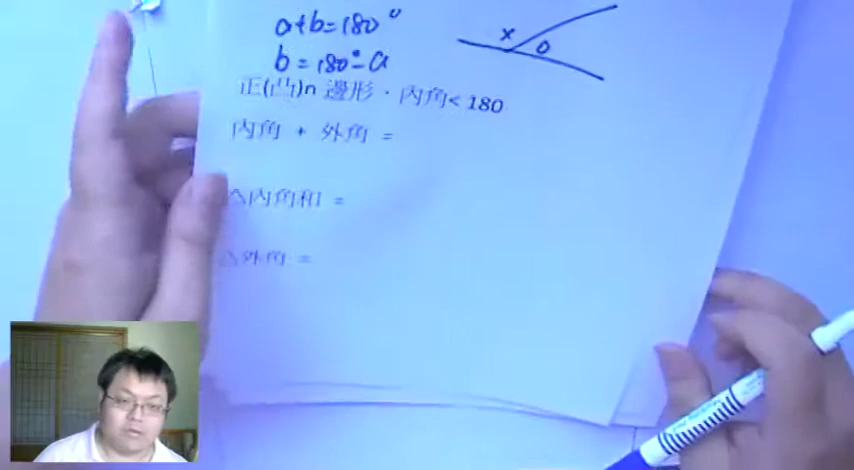 a+b=180°
x
o
b=180°-a
正(凸)n 邊形.內角<180
內角 + 外角 =
△內角和 =
△外角 =